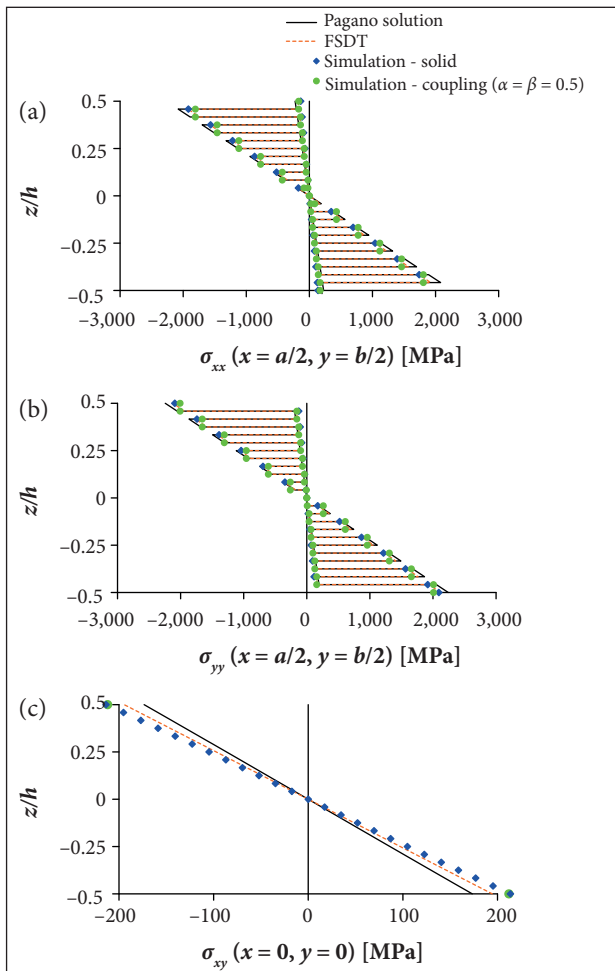 Pagano solution
FSDT
Simulation - solid
Simulation - coupling (α = β = 0.5)
(a)
0.5
0.25
0
−0.25
−0.5
z/h
−3,000 −2,000 −1,000 0 1,000 2,000 3,000
σxx (x = a/2, y = b/2) [MPa]
(b)
0.5
0.25
0
−0.25
−0.5
z/h
−3,000 −2,000 −1,000 0 1,000 2,000 3,000
σyy (x = a/2, y = b/2) [MPa]
(c)
0.5
0.25
0
−0.25
−0.5
z/h
−200 −100 0 100 200
σxy (x = 0, y = 0) [MPa]